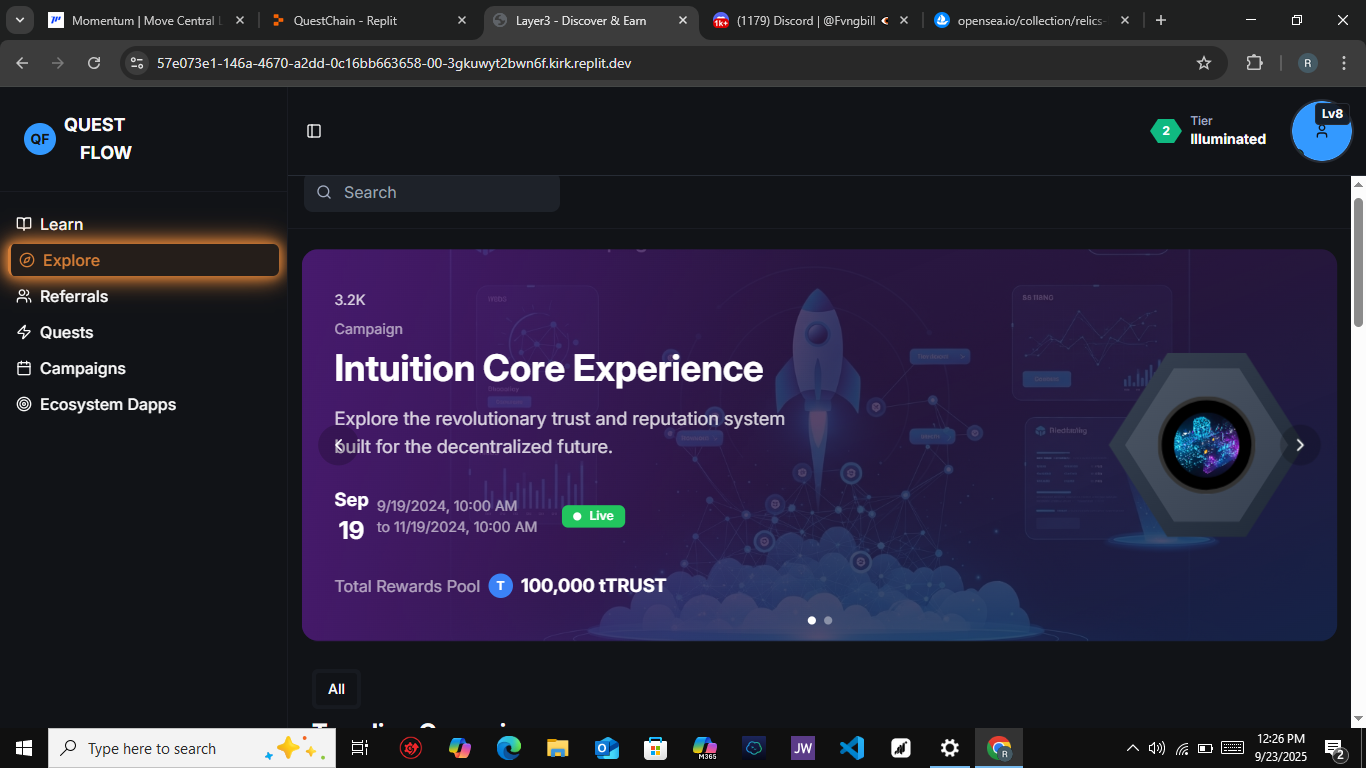 Momentum | Move Central L
QuestChain - Replit
Layer3 - Discover & Earn
(1179) Discord | @Fvngbill
opensea.io/collection/relics-
57e073e1-146a-4670-a2dd-0c16bb663658-00-3gkuwyt2bwn6f.kirk.replit.dev
R
QF
QUEST
FLOW
2
Tier
Illuminated
Lv8
Search
Learn
Explore
Referrals
Quests
Campaigns
Ecosystem Dapps
3.2K
Campaign
Intuition Core Experience
Explore the revolutionary trust and reputation system
built for the decentralized future.
Sep
19
9/19/2024, 10:00 AM
to 11/19/2024, 10:00 AM
Live
Total Rewards Pool
T
100,000 tTRUST
All
Type here to search
M365
JW
R
12:26 PM
9/23/2025
2